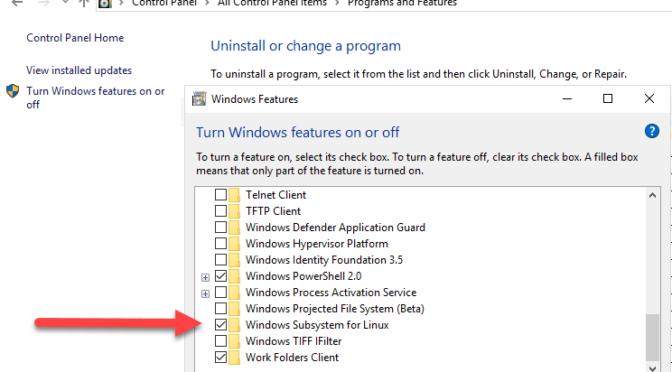 Control Panel > All Control Panel Items > Programs and Features
Control Panel Home
View installed updates
Turn Windows features on or
off
Uninstall or change a program
To uninstall a program, select it from the list and then click Uninstall, Change, or Repair.
Windows Features
Turn Windows features on or off
To turn a feature on, select its check box. To turn a feature off, clear its check box. A filled box
means that only part of the feature is turned on.
Telnet Client
TFTP Client
Windows Defender Application Guard
Windows Hypervisor Platform
Windows Identity Foundation 3.5
Windows PowerShell 2.0
Windows Process Activation Service
Windows Projected File System (Beta)
Windows Subsystem for Linux
Windows TIFF IFilter
Work Folders Client